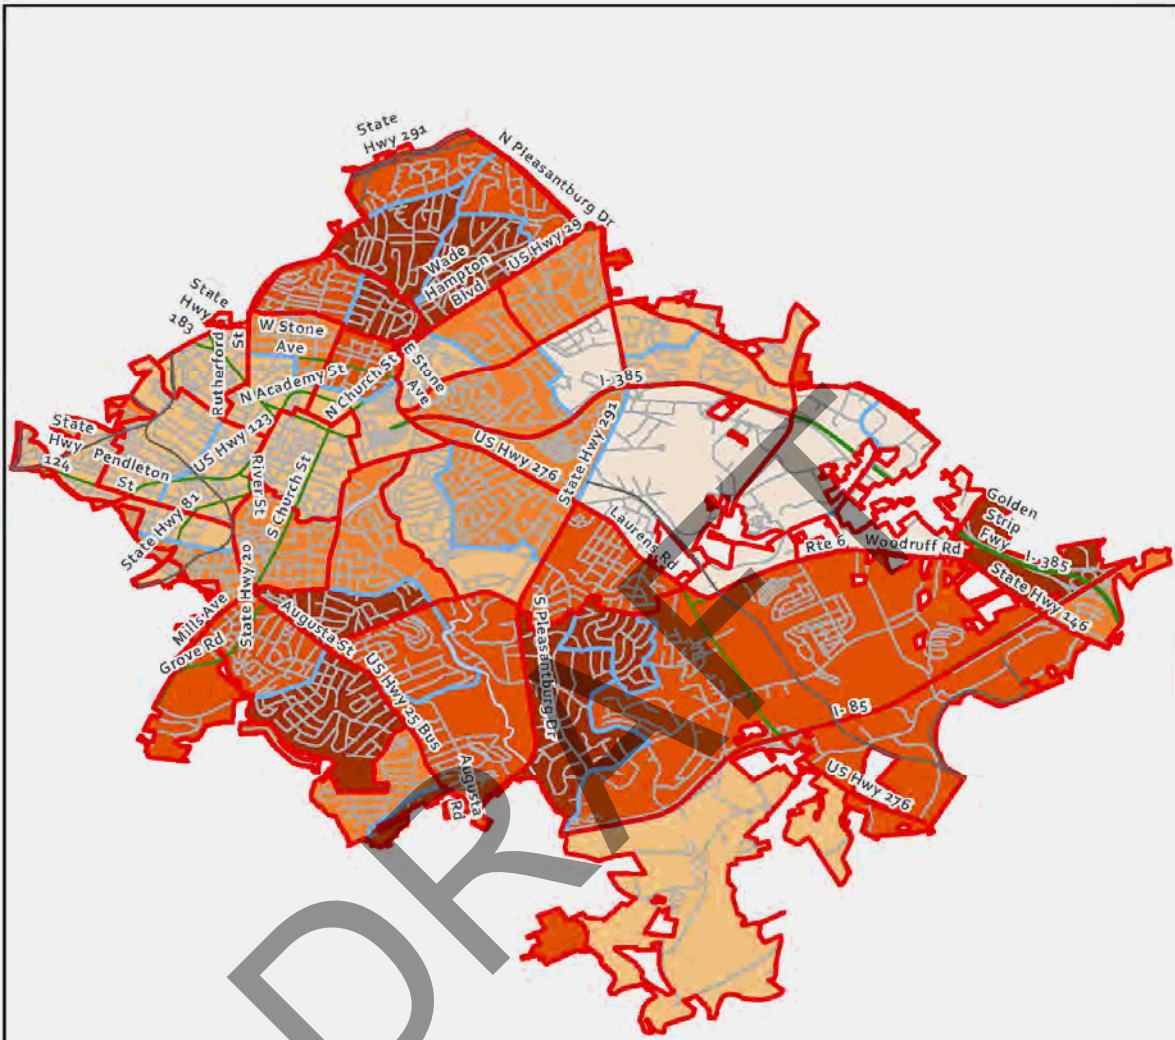 State
Hwy 291
N Pleasantburg Dr
US Hwy 29
Wade
Hampton
Blvd
State
Hwy
183
Rutherford
St
W Stone
Ave
N Academy St
N Church St
E Stone
Ave
I-385
State
Hwy
124
Pendleton
St
US Hwy 123
River St
S Church St
US Hwy 276
State Hwy 291
State Hwy 81
Laurens Rd
Rte 6
Woodruff Rd
Golden
Strip
Fwy
I-385
State Hwy 146
State Hwy 20
Mills Ave
Grove Rd
Augusta St
US Hwy 25 Bus
S Pleasantburg Dr
Augusta
Rd
I-85
US Hwy 276
DRAFT